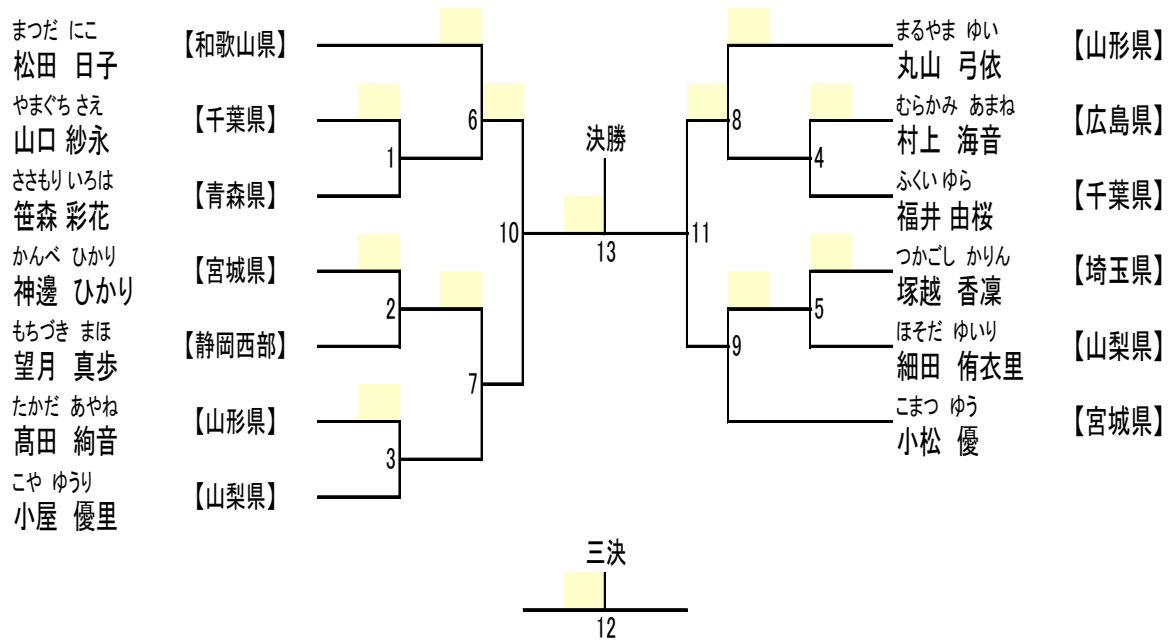 まつだ にこ
松田 日子
【和歌山県】
やまぐち さえ
山口 紗永
【千葉県】
ささもり いろは
笹森 彩花
【青森県】
かんべ ひかり
神邊 ひかり
【宮城県】
もちづき まほ
望月 真歩
【静岡西部】
たかだ あやね
髙田 絢音
【山形県】
こや ゆうり
小屋 優里
【山梨県】
1
2
3
6
7
10
決勝
13
三決
12
11
8
9
4
5
まるやま ゆい
丸山 弓依
【山形県】
むらかみ あまね
村上 海音
【広島県】
ふくい ゆら
福井 由桜
【千葉県】
つかごし かりん
塚越 香凜
【埼玉県】
ほそだ ゆいり
細田 侑衣里
【山梨県】
こまつ ゆう
小松 優
【宮城県】